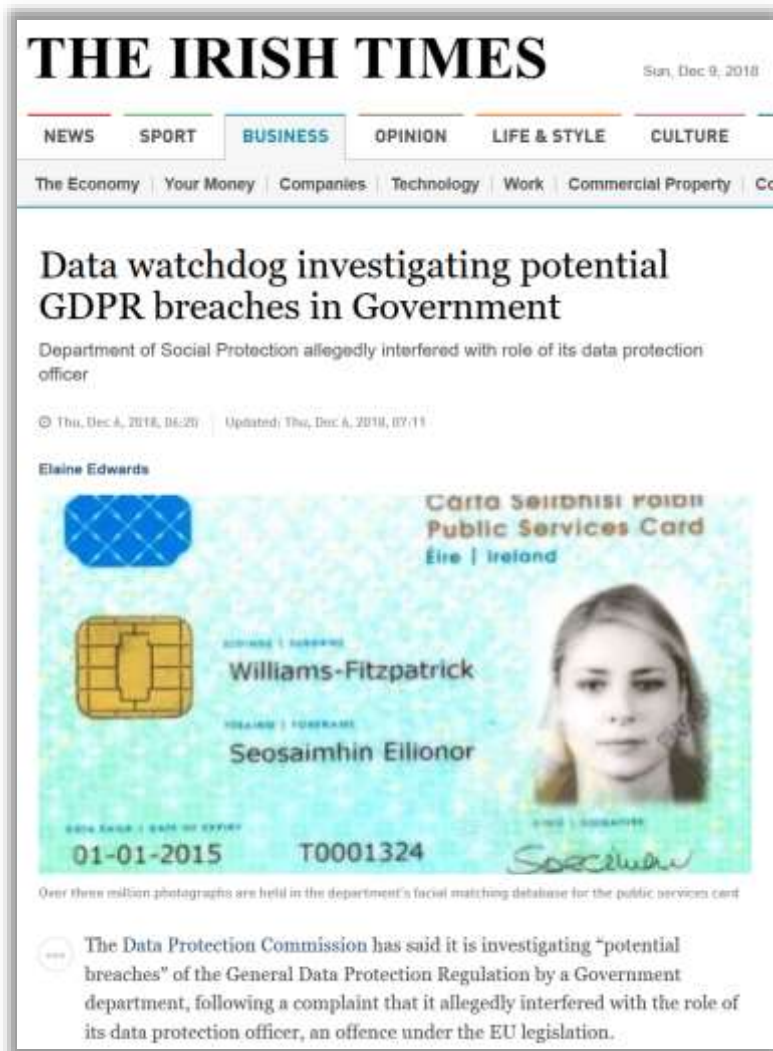 THE IRISH TIMES
Sun, Dec 9, 2018
NEWS SPORT BUSINESS OPINION LIFE & STYLE CULTURE
The Economy Your Money Companies Technology Work Commercial Property Co
Data watchdog investigating potential
GDPR breaches in Government
Department of Social Protection allegedly interfered with role of its data protection
officer
Thu, Dec 6, 2018, 06:20 Updated: Thu, Dec 6, 2018, 07:11
Elaine Edwards
Carta Seirbhísí Poiblí
Public Services Card
Éire | Ireland
Williams-Fitzpatrick
Seosaimhin Eilionor
01-01-2015 T0001324
Specimen
Over three million photographs are held in the department's facial matching database for the public services card
The Data Protection Commission has said it is investigating “potential
breaches” of the General Data Protection Regulation by a Government
department, following a complaint that it allegedly interfered with the role of
its data protection officer, an offence under the EU legislation.